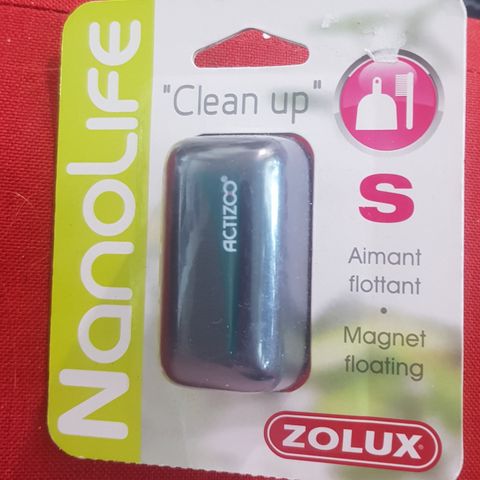 NANOLIFE
"Clean up"
ACTIZOO®
S
Aimant
flottant
•
Magnet
floating
ZOLUX